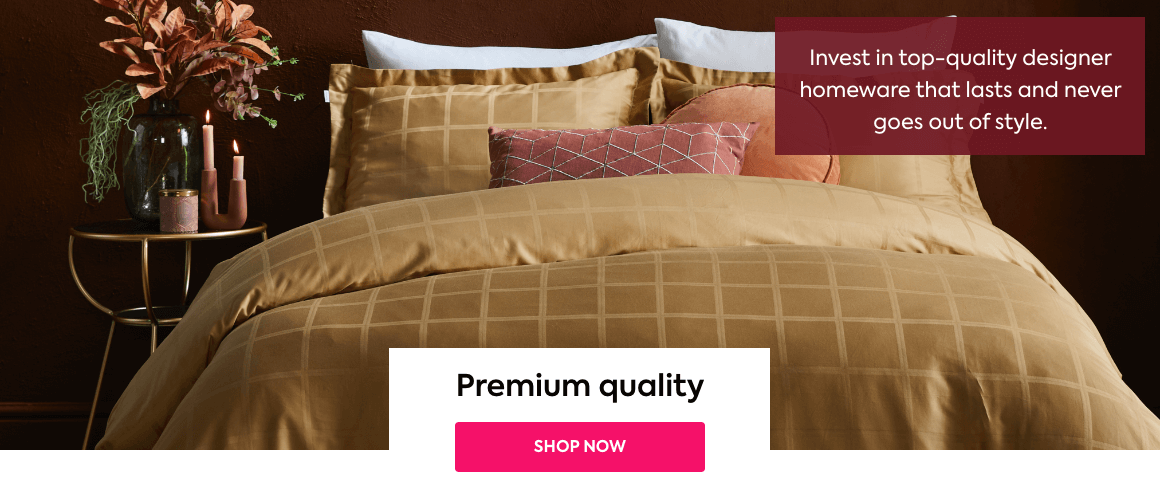 Invest in top-quality designer
homeware that lasts and never
goes out of style.
Premium quality
SHOP NOW